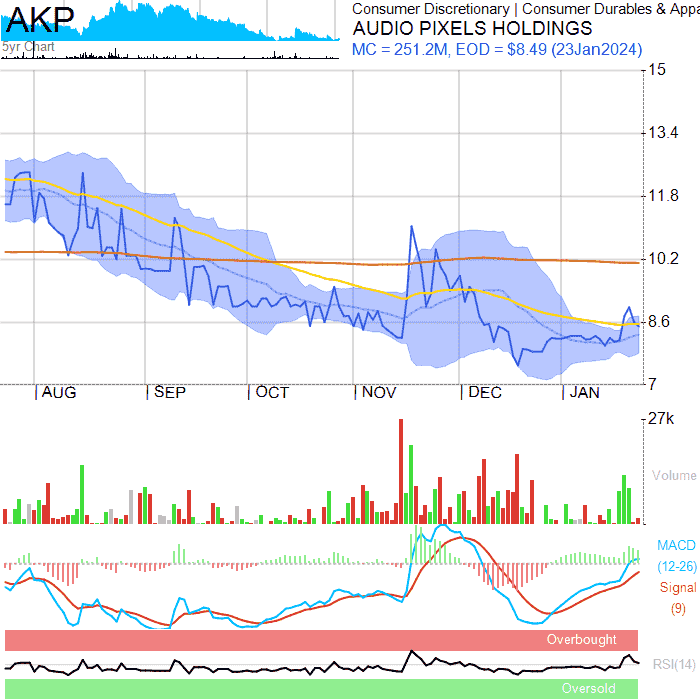 AKP
5yr Chart
Consumer Discretionary | Consumer Durables & Appa
AUDIO PIXELS HOLDINGS
MC = 251.2M, EOD = $8.49 (23Jan2024)
15
13.4
11.8
10.2
8.6
7
AUG SEP OCT NOV DEC JAN
27k
Volume
MACD
(12-26)
Signal
(9)
Overbought
RSI(14)
Oversold